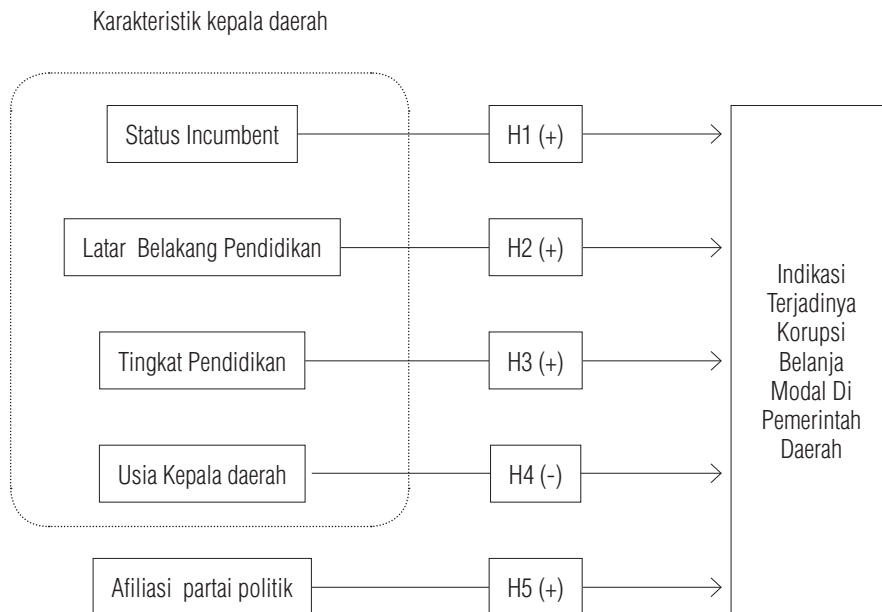 Karakteristik kepala daerah
Status Incumbent
H1 (+)
Latar Belakang Pendidikan
H2 (+)
Tingkat Pendidikan
H3 (+)
Usia Kepala daerah
H4 (-)
Afiliasi partai politik
H5 (+)
Indikasi
Terjadinya
Korupsi
Belanja
Modal Di
Pemerintah
Daerah